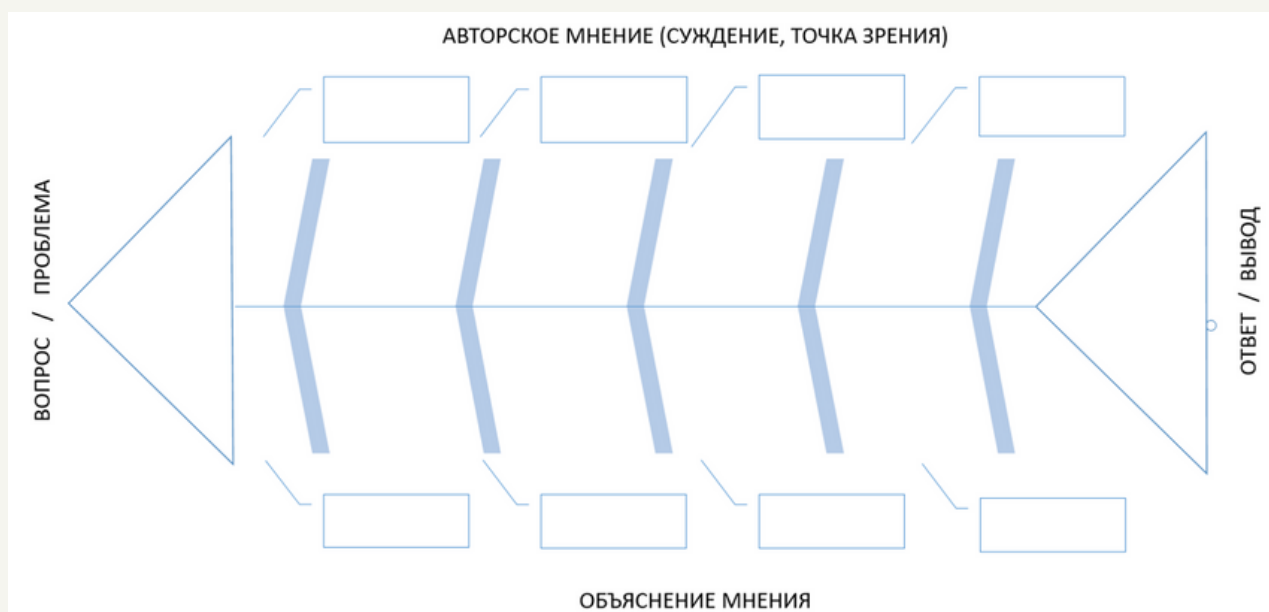 АВТОРСКОЕ МНЕНИЕ (СУЖДЕНИЕ, ТОЧКА ЗРЕНИЯ)
ВОПРОС / ПРОБЛЕМА
ОТВЕТ / ВЫВОД
ОБЪЯСНЕНИЕ МНЕНИЯ